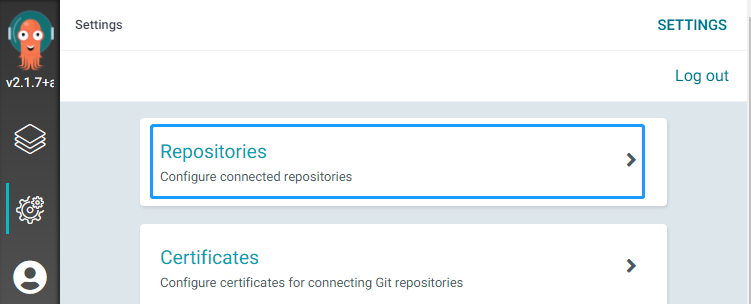 Settings
SETTINGS
v2.1.7+a
Log out
Repositories
Configure connected repositories
Certificates
Configure certificates for connecting Git repositories